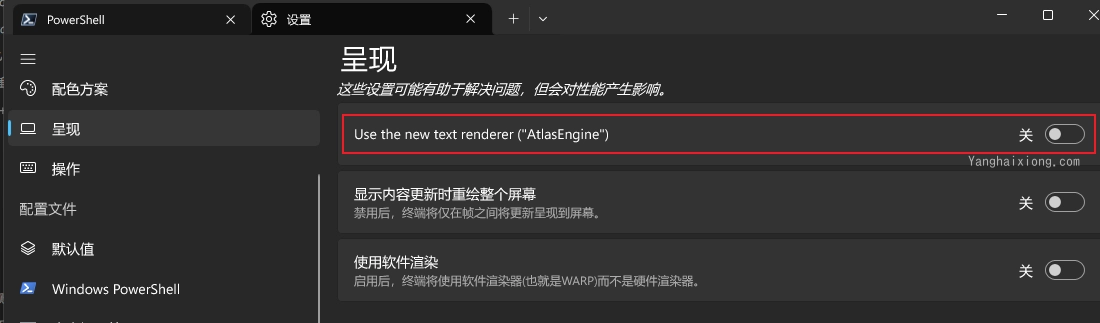 PowerShell
设置
呈现
这些设置可能有助于解决问题，但会对性能产生影响。
配色方案
呈现
Use the new text renderer ("AtlasEngine")
关
Yanghaixiong.com
操作
显示内容更新时重绘整个屏幕
关
禁用后，终端将仅在帧之间将更新呈现到屏幕。
配置文件
默认值
使用软件渲染
关
启用后，终端将使用软件渲染器(也就是WARP)而不是硬件渲染器。
Windows PowerShell